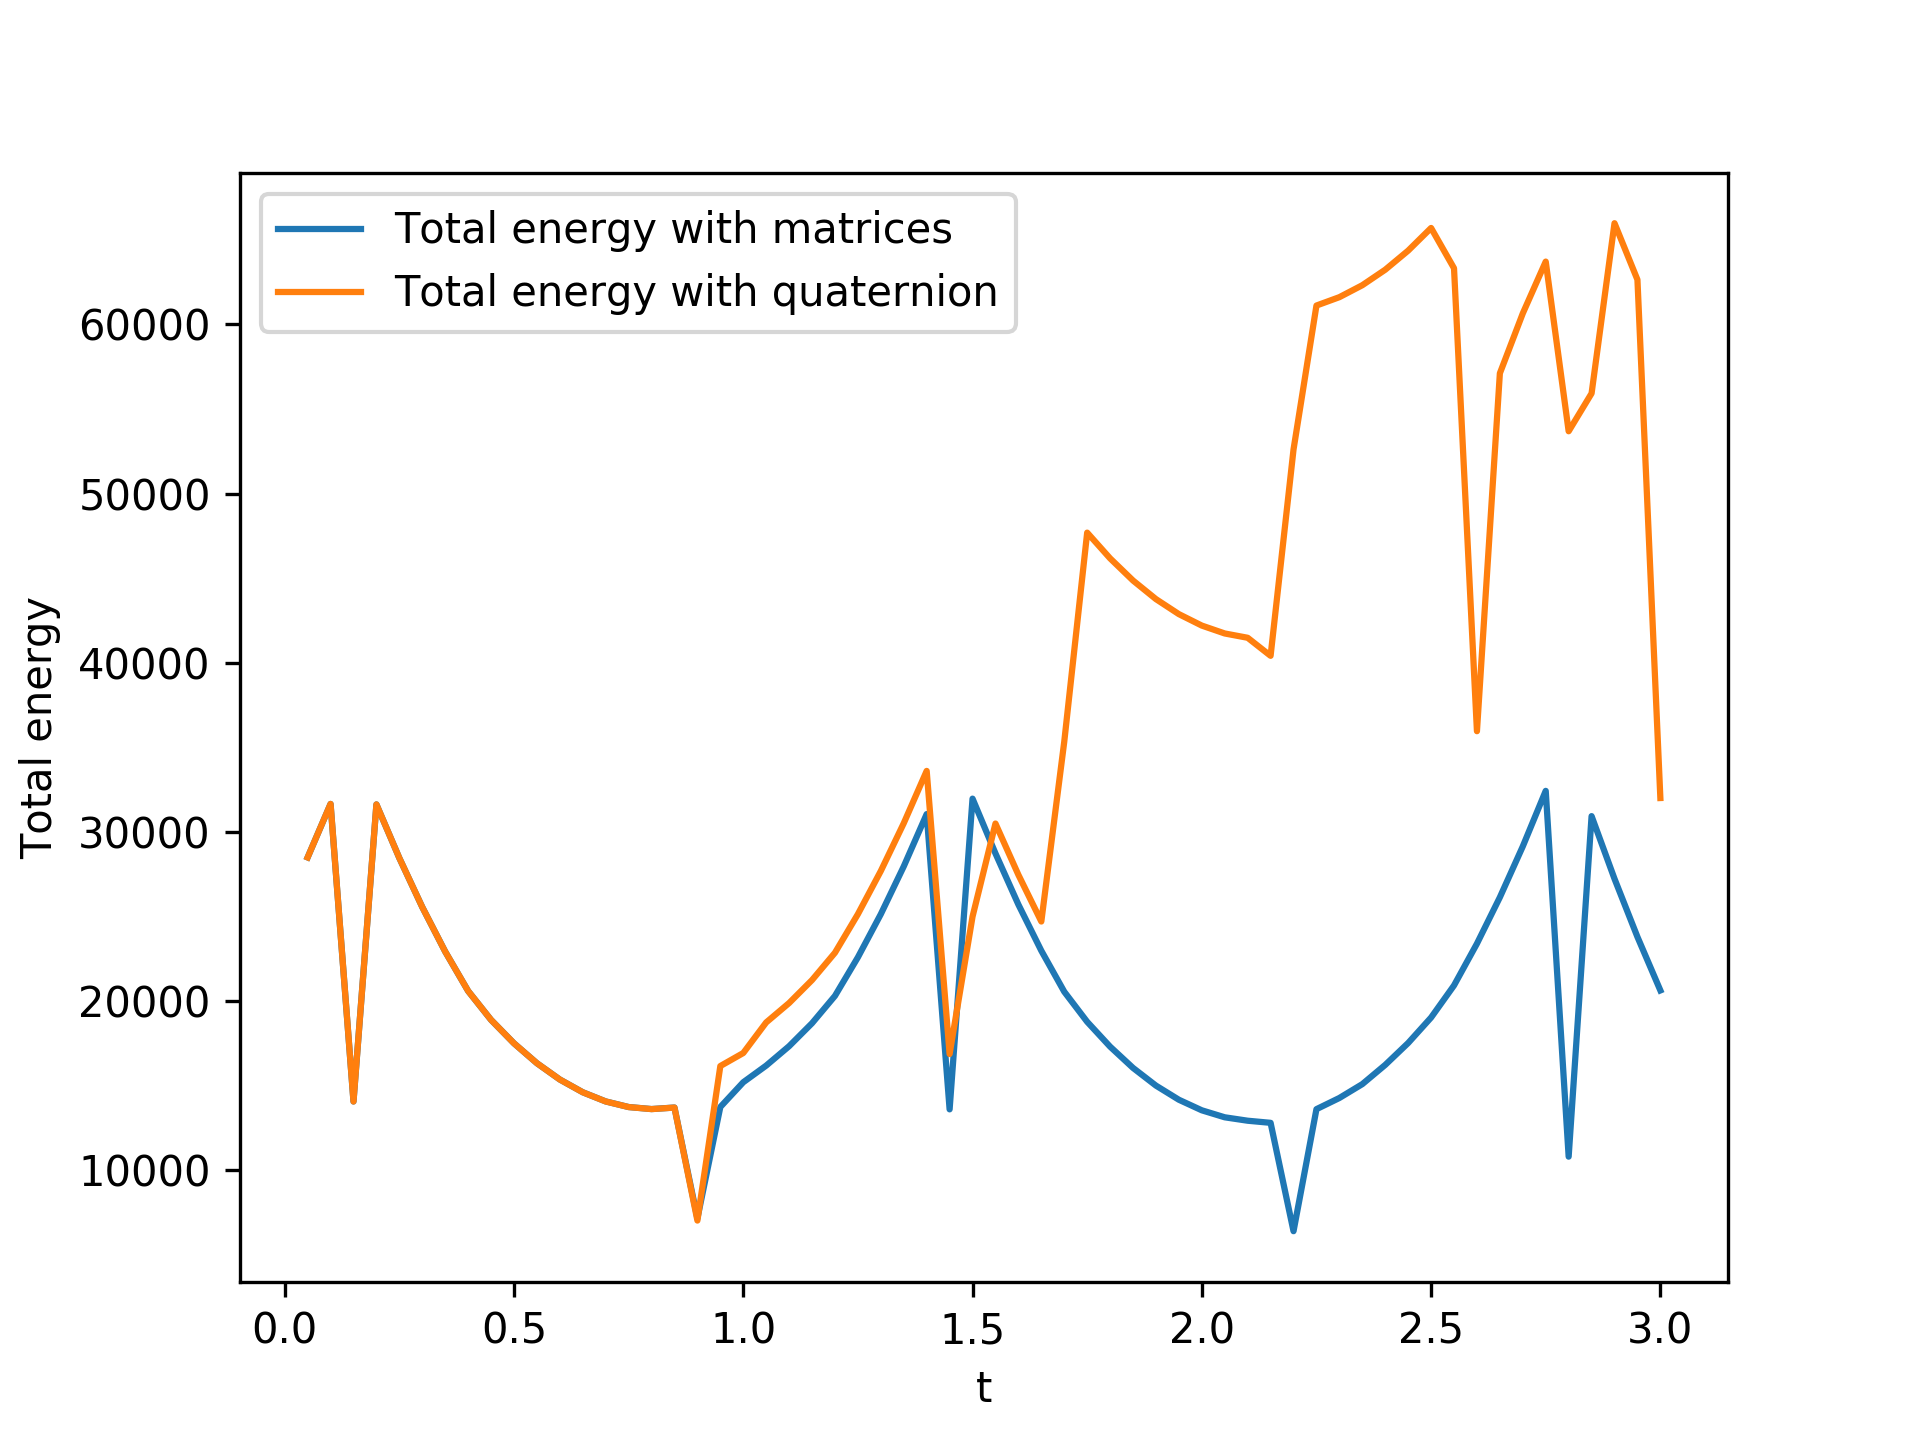 Total energy with matrices
Total energy with quaternion
60000
50000
40000
30000
20000
10000
Total energy
0.0 0.5 1.0 1.5 2.0 2.5 3.0
t